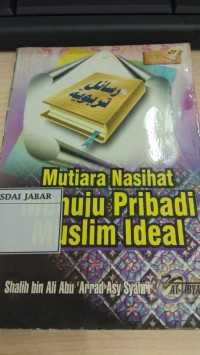 رسائل
تربوية
Mutiara Nasihat
SDAI JABAR
Menuju Pribadi
Muslim Ideal
Shalih bin Ali Abu 'Arrad Asy Syahri